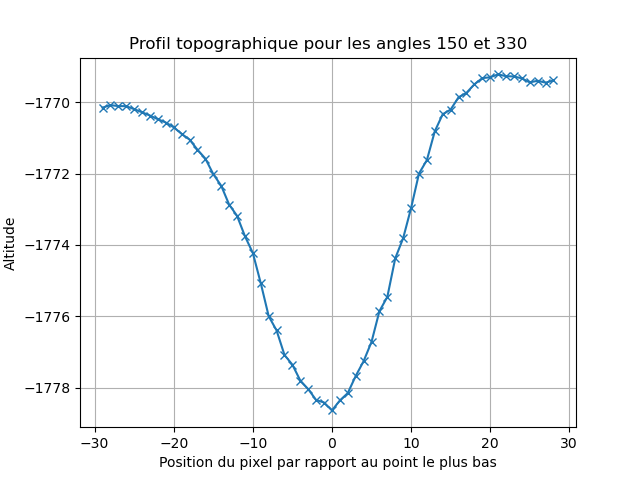 Profil topographique pour les angles 150 et 330
Altitude
−1770
−1772
−1774
−1776
−1778
−30 −20 −10 0 10 20 30
Position du pixel par rapport au point le plus bas